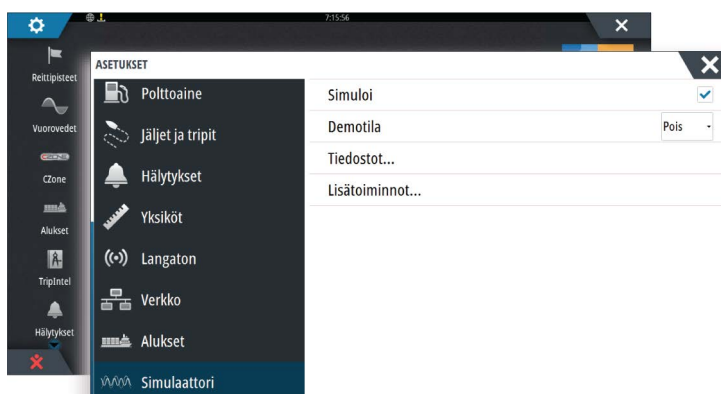 7:15:56
Reittipisteet
Vuorovedet
CZONE
CZone
Alukset
TripIntel
Hälytykset
ASETUKSET
Polttoaine
Jäljet ja tripit
Hälytykset
Yksiköt
Langaton
Verkko
Alukset
Simulaattori
Simuloi
Demotila
Pois
Tiedostot...
Lisätoiminnot...